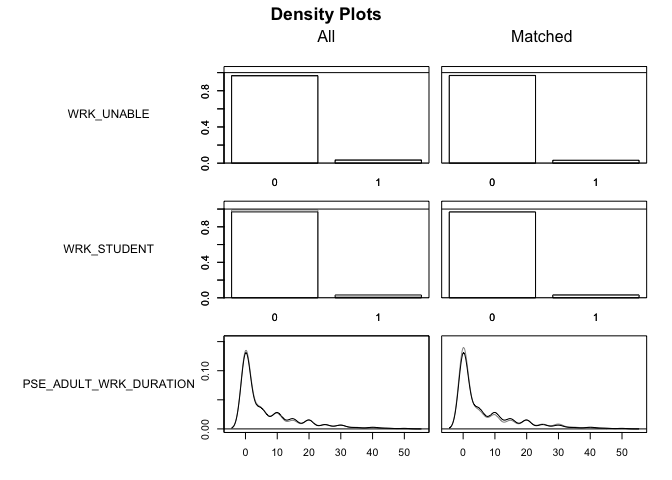 Density Plots
All Matched
WRK_UNABLE
0.0 0.4 0.8
0 1 0 1
WRK_STUDENT
0.0 0.4 0.8
0 1 0 1
PSE_ADULT_WRK_DURATION
0.00 0.10
0 10 20 30 40 50 0 10 20 30 40 50